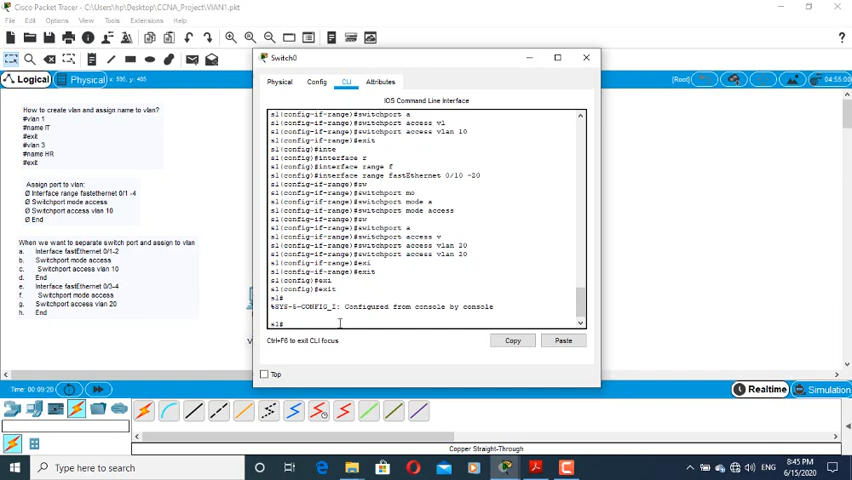 Cisco Packet Tracer - C:\Users\hp\Desktop\CCNA_Project\VlAN1.pkt
File Edit Options View Tools Extensions Help
Logical
Physical
x: 595, y: 485
[Root]
04:55:00
How to create vlan and assign name to vlan?
#vlan 1
#name IT
#exit
#vlan 3
#name HR
#exit
Assign port to vlan:
Ø Interface range fastethernet 0/1 -4
Ø Switchport mode access
Ø Switchport access vlan 10
Ø End
When we want to separate switch port and assign to vlan
a. Interface fastEthernet 0/1-2
b. Switchport mode access
c. Switchport access vlan 10
d. End
e. Interface fastEthernet 0/3-4
f. Switchport mode access
g. Switchport access vlan 20
h. End
Switch0
Physical Config CLI Attributes
IOS Command Line Interface
s1(config-if-range)#switchport a
s1(config-if-range)#switchport access vl
s1(config-if-range)#switchport access vlan 10
s1(config-if-range)#exit
s1(config)#inte
s1(config)#interface r
s1(config)#interface range f
s1(config)#interface range fastEthernet 0/10 -20
s1(config-if-range)#sw
s1(config-if-range)#switchport mo
s1(config-if-range)#switchport mode a
s1(config-if-range)#switchport mode access
s1(config-if-range)#sw
s1(config-if-range)#switchport a
s1(config-if-range)#switchport access v
s1(config-if-range)#switchport access vlan 20
s1(config-if-range)#switchport access vlan 20
s1(config-if-range)#exi
s1(config-if-range)#exit
s1(config)#exi
s1(config)#exit
s1#
%SYS-5-CONFIG_I: Configured from console by console
s1#
Ctrl+F6 to exit CLI focus
Copy
Paste
Top
Time: 00:09:20
Realtime
Simulation
Copper Straight-Through
Type here to search
ENG
8:45 PM
6/15/2020